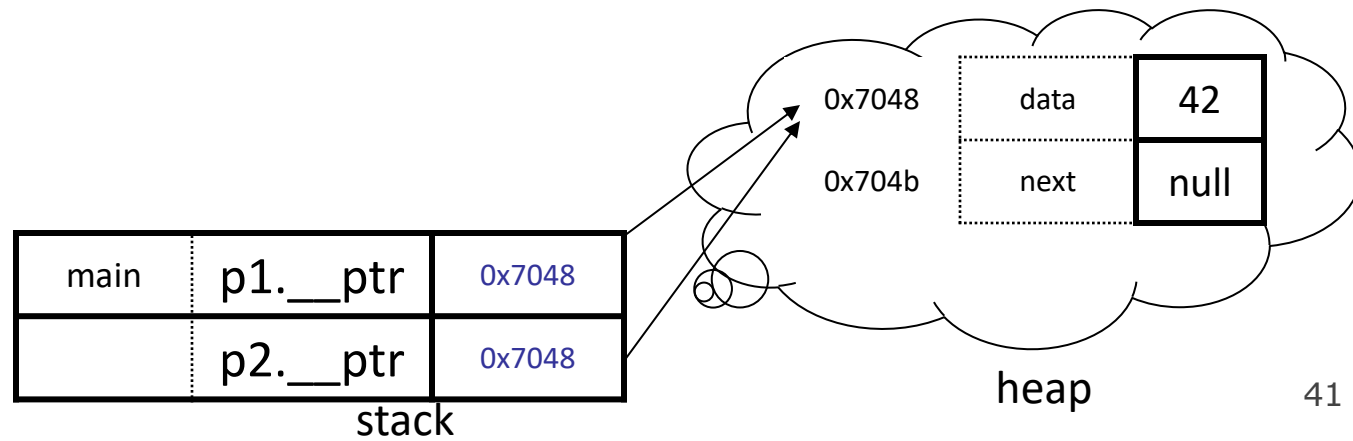 0x7048 data 42
0x704b next null
main p1.__ptr 0x7048
p2.__ptr 0x7048
stack
heap
41